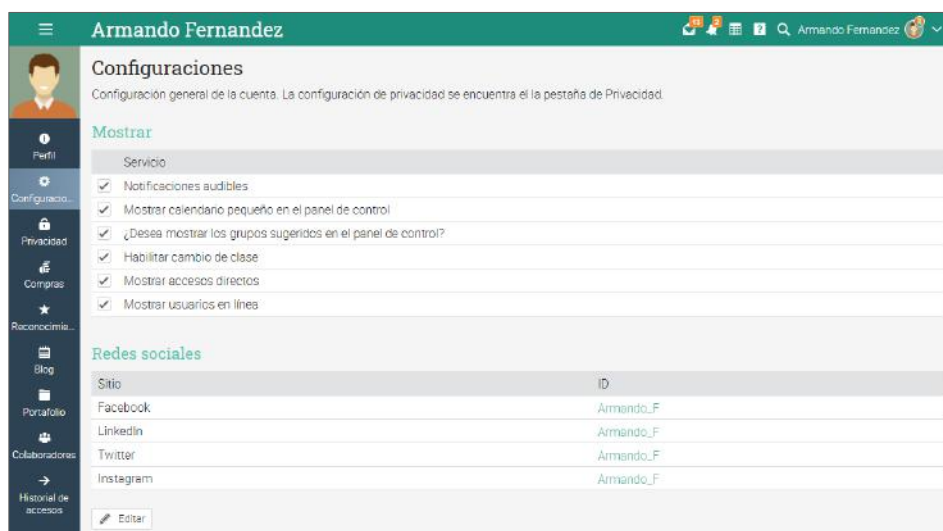 Armando Fernandez
13
2
Armando Fernandez
Configuraciones
Configuración general de la cuenta. La configuración de privacidad se encuentra el la pestaña de Privacidad.
Perfil
Configuracio...
Privacidad
Compras
Reconocimie...
Blog
Portafolio
Colaboradores
Historial de
accesos
Mostrar
Servicio
Notificaciones audibles
Mostrar calendario pequeño en el panel de control
¿Desea mostrar los grupos sugeridos en el panel de control?
Habilitar cambio de clase
Mostrar accesos directos
Mostrar usuarios en línea
Redes sociales
Sitio ID
Facebook Armando_F
LinkedIn Armando_F
Twitter Armando_F
Instagram Armando_F
Editar